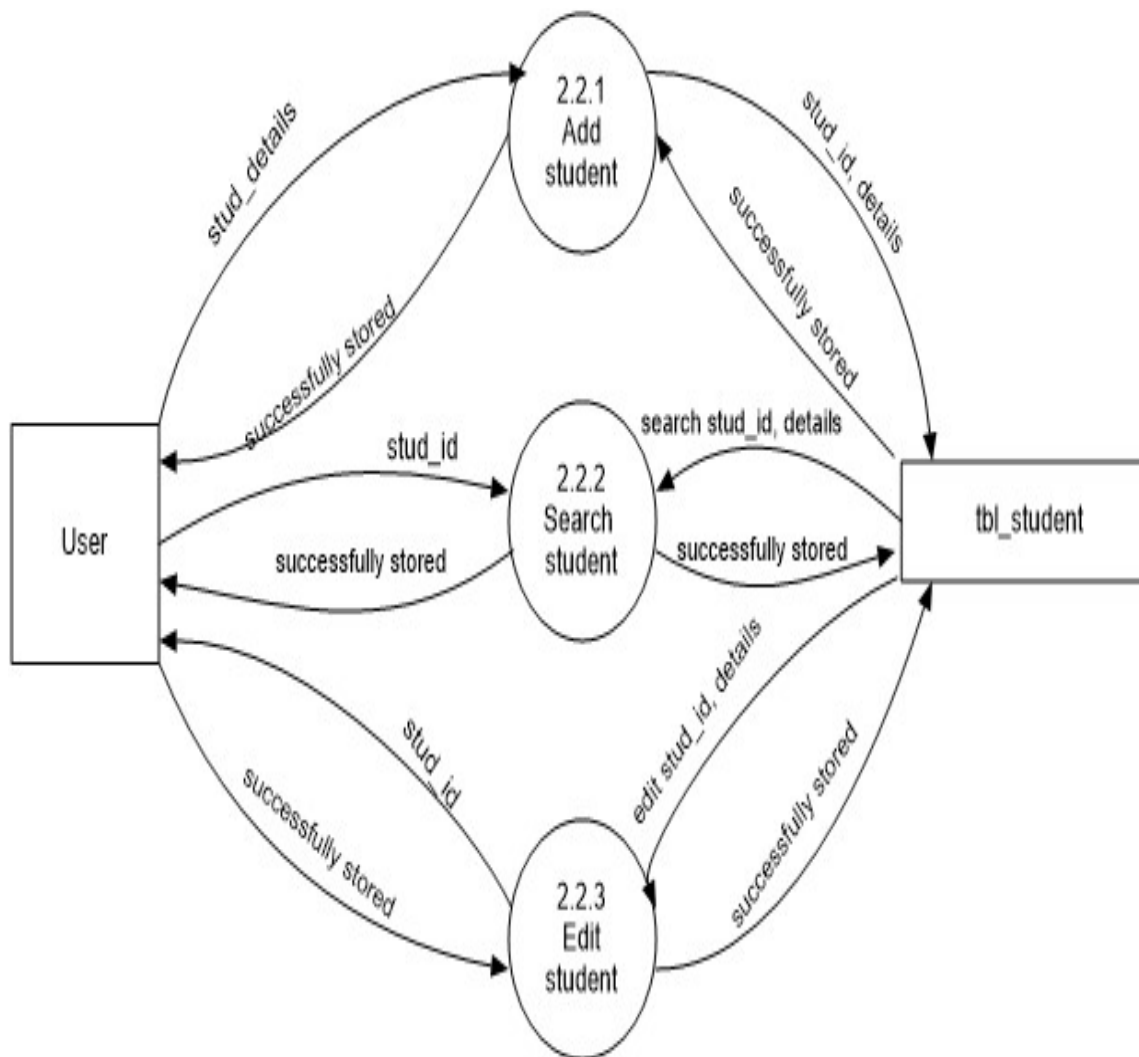 2.2.1
Add
student
stud_details
stud_id, details
successfully stored
successfully stored
search stud_id, details
stud_id
2.2.2
Search
student
User
tbl_student
successfully stored
successfully stored
edit stud_id, details
stud_id
successfully stored
successfully stored
2.2.3
Edit
student